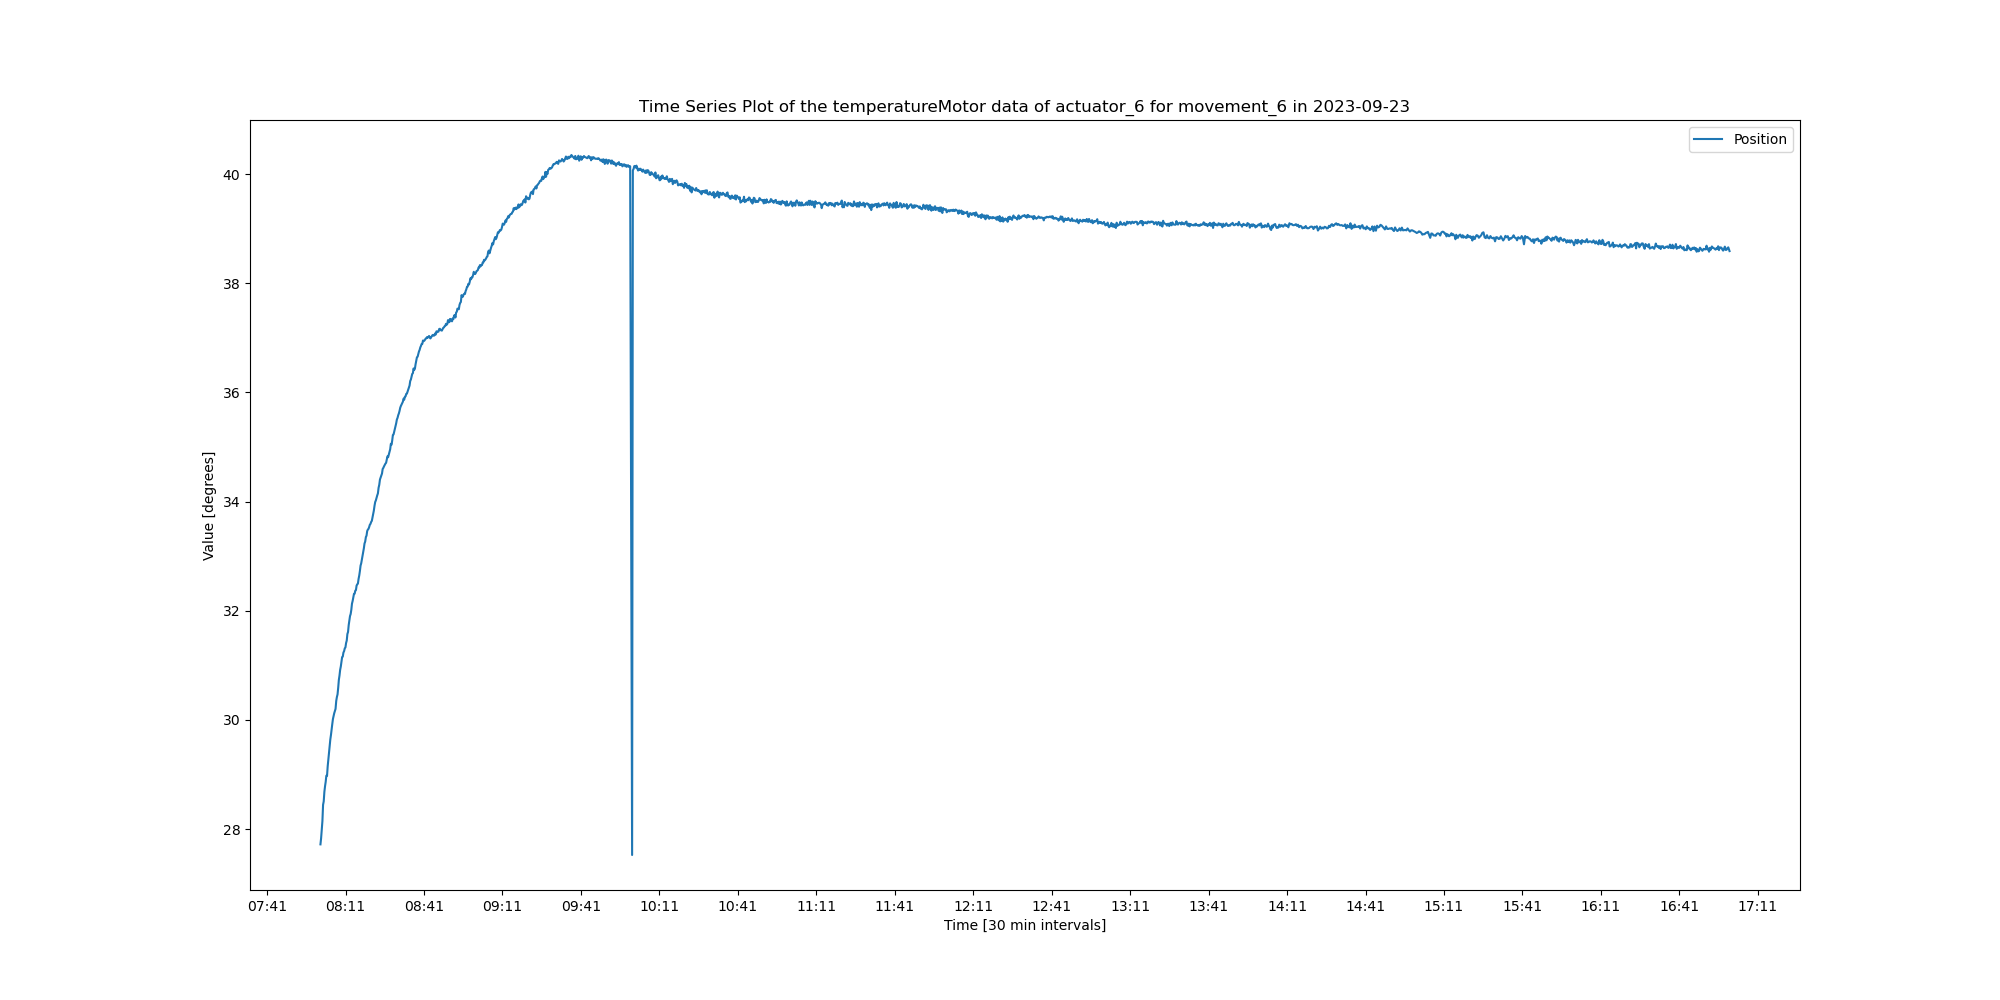 Time Series Plot of the temperatureMotor data of actuator_6 for movement_6 in 2023-09-23
Position
40
38
36
34
32
30
28
Value [degrees]
07:41 08:11 08:41 09:11 09:41 10:11 10:41 11:11 11:41 12:11 12:41 13:11 13:41 14:11 14:41 15:11 15:41 16:11 16:41 17:11
Time [30 min intervals]